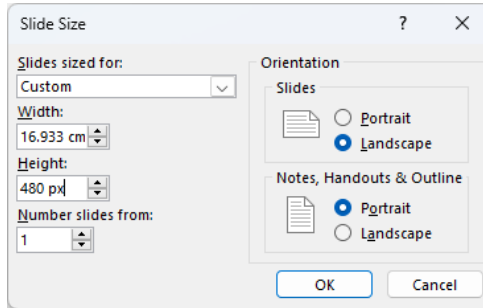 Slide Size ?
Slides sized for:
Custom
Width:
16.933 cm
Height:
480 px
Number slides from:
1
Orientation
Slides
Portrait
Landscape
Notes, Handouts & Outline
Portrait
Landscape
OK Cancel